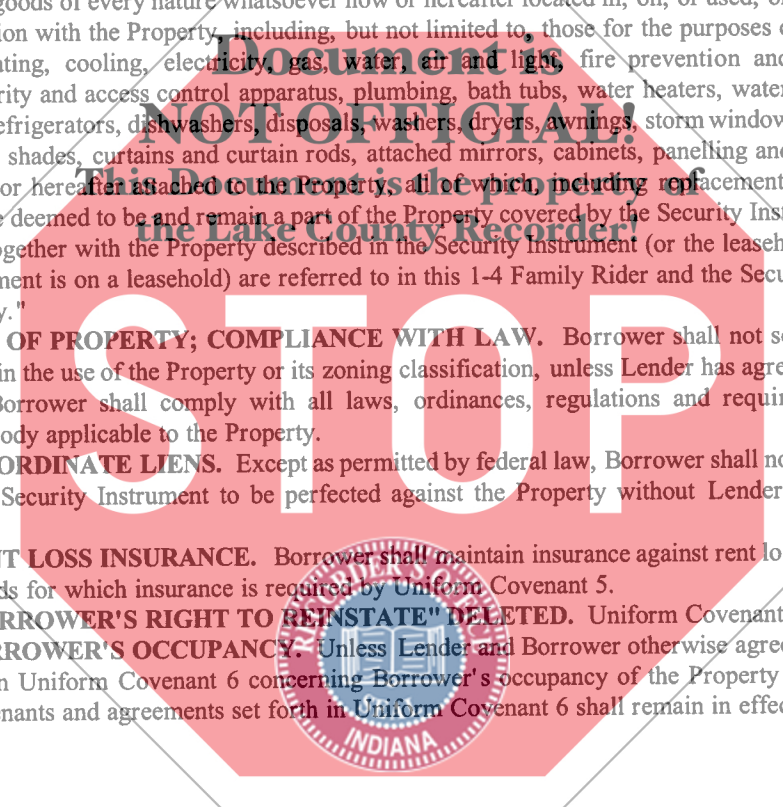 goods of every nature whatsoever now or hereafter located in, on, or used, or
ion with the Property, including, but not limited to, those for the purposes
ating, cooling, electricity, gas, water, air and light, fire prevention and
rity and access control apparatus, plumbing, bath tubs, water heaters, water
efrigerators, dishwashers, disposals, washers, dryers, awnings, storm window
shades, curtains and curtain rods, attached mirrors, cabinets, panelling and
or hereafter attached to the Property, all of which, including replacement
e deemed to be and remain a part of the Property covered by the Security Ins
gether with the Property described in the Security Instrument (or the leaseh
ment is on a leasehold) are referred to in this 1-4 Family Rider and the Secu
y."
OF PROPERTY; COMPLIANCE WITH LAW. Borrower shall not s
in the use of the Property or its zoning classification, unless Lender has agre
Borrower shall comply with all laws, ordinances, regulations and requir
ody applicable to the Property.
ORDINATE LIENS. Except as permitted by federal law, Borrower shall no
Security Instrument to be perfected against the Property without Lender
T LOSS INSURANCE. Borrower shall maintain insurance against rent lo
ds for which insurance is required by Uniform Covenant 5.
RROWER'S RIGHT TO REINSTATE" DELETED. Uniform Covenant
RROWER'S OCCUPANCY. Unless Lender and Borrower otherwise agre
n Uniform Covenant 6 concerning Borrower's occupancy of the Property
enants and agreements set forth in Uniform Covenant 6 shall remain in effec
Document is
NOT OFFICIAL!
This Document is the property of
the Lake County Recorder!
STOP
RECORDER'S OFFICE
SEAL
INDIANA